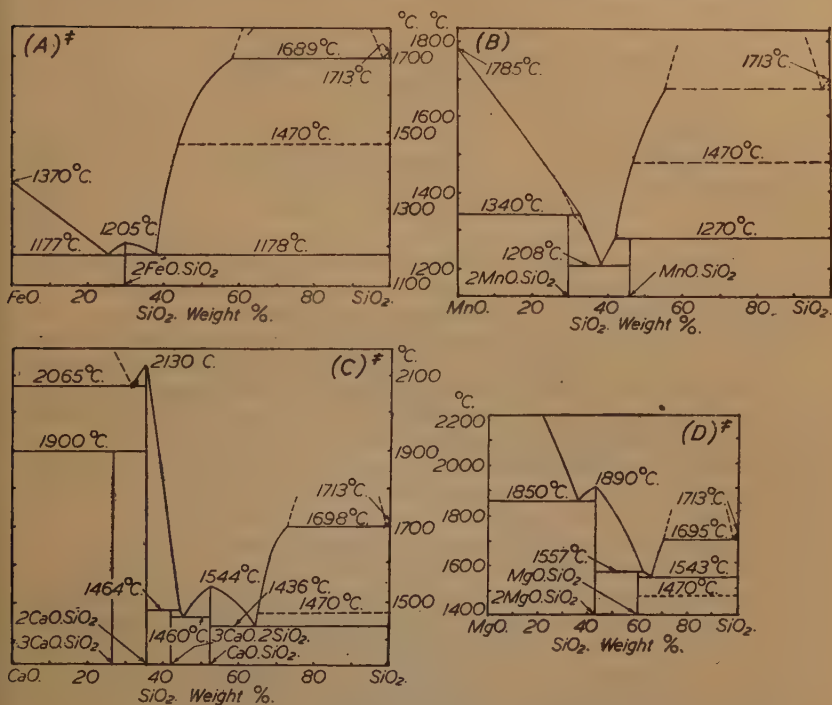 (A)‡
1689°C.
1713°C.
1470°C.
1370°C.
1205°C.
1177°C.
1178°C.
2FeO.SiO₂
FeO. 20 40 60 80 SiO₂.
SiO₂. Weight %.
°C.
1700
1500
1300
1100
°C.
1800
1600
1400
1200
(B)
1785°C.
1713°C.
1470°C.
1340°C.
1270°C.
1208°C.
2MnO.SiO₂
MnO.SiO₂
MnO. 20 40 60 80 SiO₂
SiO₂. Weight %.
(C)‡
2130 C.
2065°C.
1900°C.
1713°C.
1698°C.
1544°C.
1464°C.
1436°C.
1470°C.
1460°C.
3CaO.2SiO₂.
2CaO.SiO₂
3CaO.SiO₂
CaO.SiO₂.
CaO. 20 40 60 80 SiO₂.
SiO₂. Weight %.
°C.
2100
1900
1700
1500
°C.
2200
2000
1800
1600
1400
(D)‡
1890°C.
1850°C.
1713°C.
1695°C.
1557°C.
1543°C.
MgO.SiO₂
1470°C.
2MgO.SiO₂
MgO. 20 40 60 80 SiO₂.
SiO₂. Weight %.